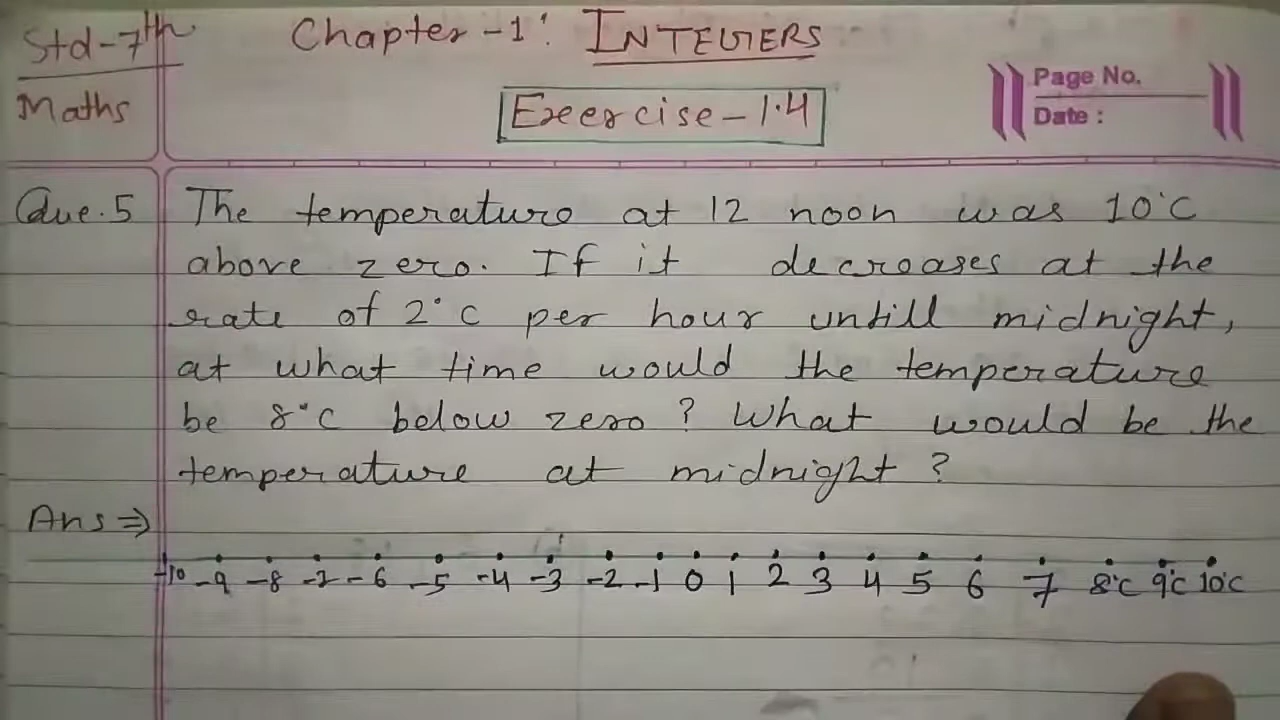 Std-7th Chapter-1: INTEGERS
Maths
Exercise-1.4
Page No.
Date :
Que.5 The temperature at 12 noon was 10°C
above zero. If it decreases at the
rate of 2°C per hour untill midnight,
at what time would the temperature
be 8°C below zero? What would be the
temperature at midnight?
Ans ⇒
-10 -9 -8 -7 -6 -5 -4 -3 -2 -1 0 1 2 3 4 5 6 7 8°C 9°C 10°C